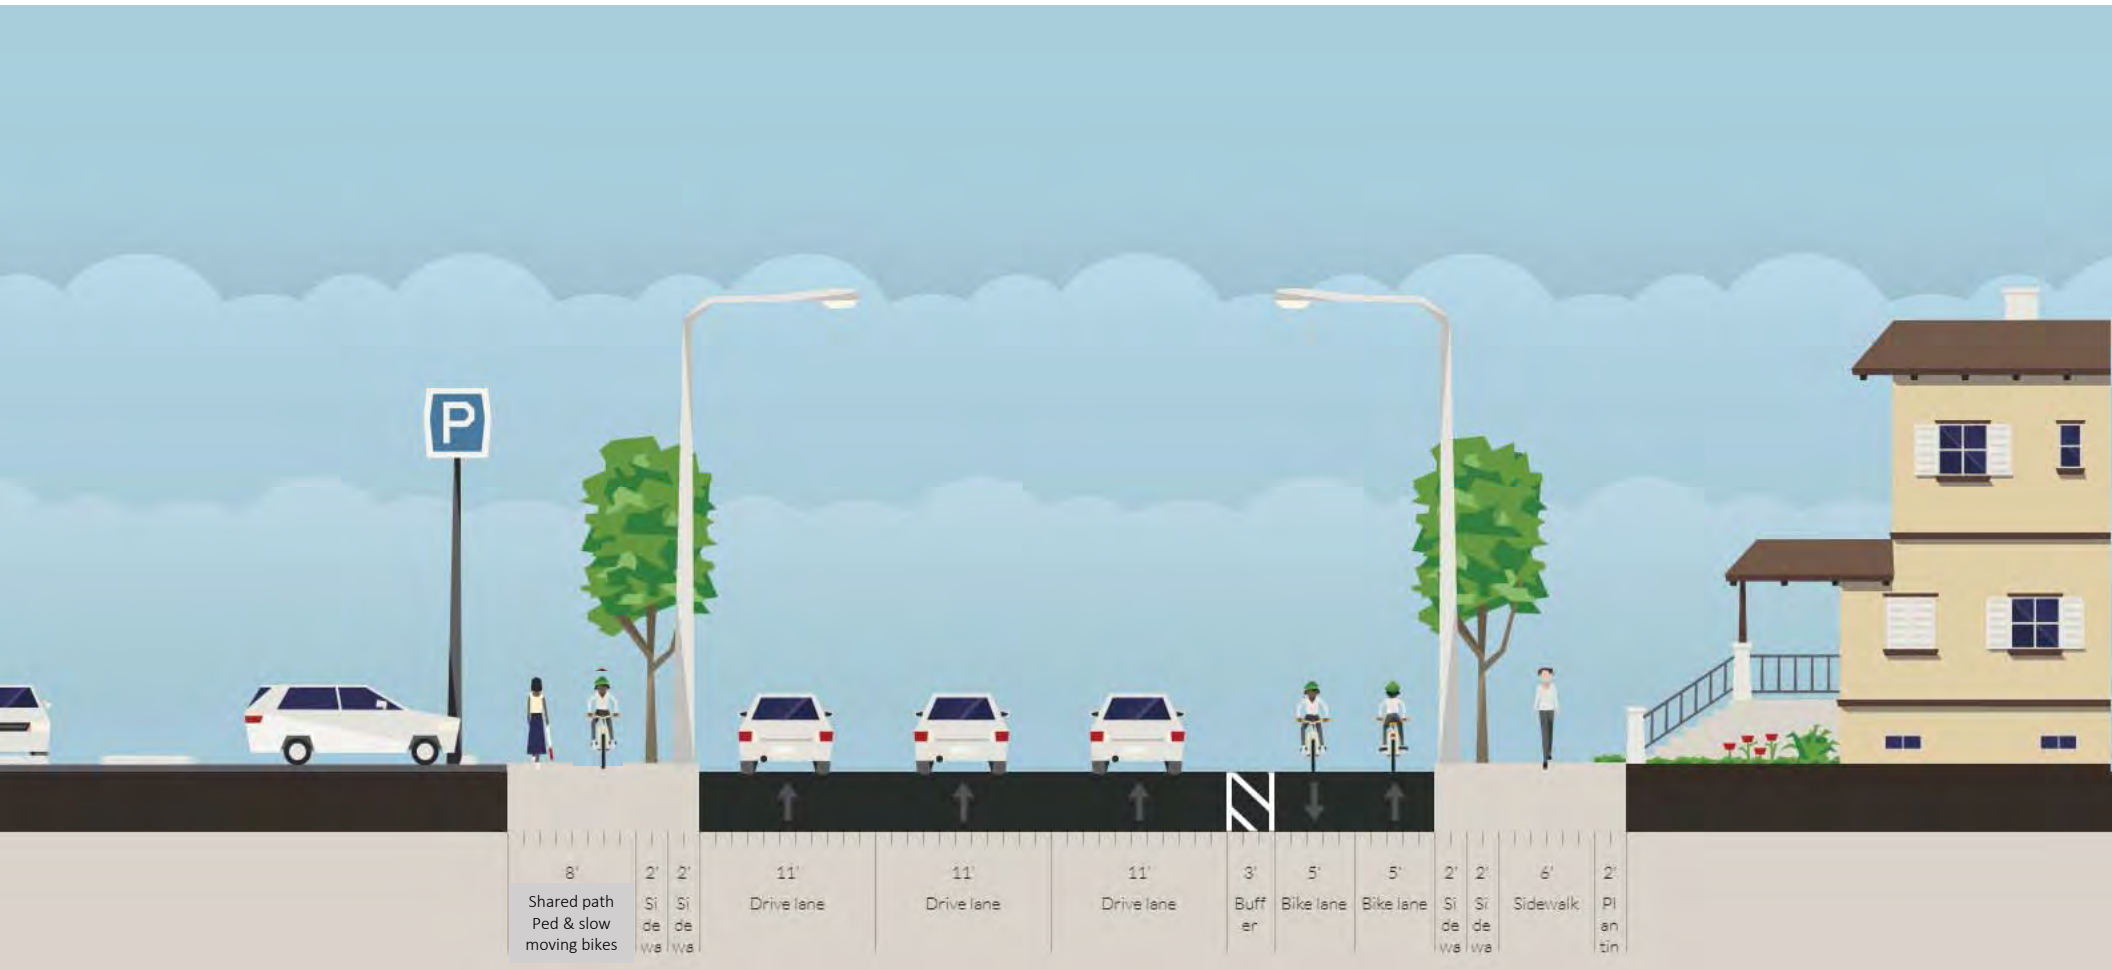 P
8' 2' 2' 11' 11' 11' 3' 5' 5' 2' 2' 6' 2'
Shared path
Ped & slow
moving bikes
Si
de
wa
Si
de
wa
Drive lane
Drive lane
Drive lane
Buff
er
Bike lane
Bike lane
Si
de
wa
Si
de
wa
Sidewalk
Pl
an
tin